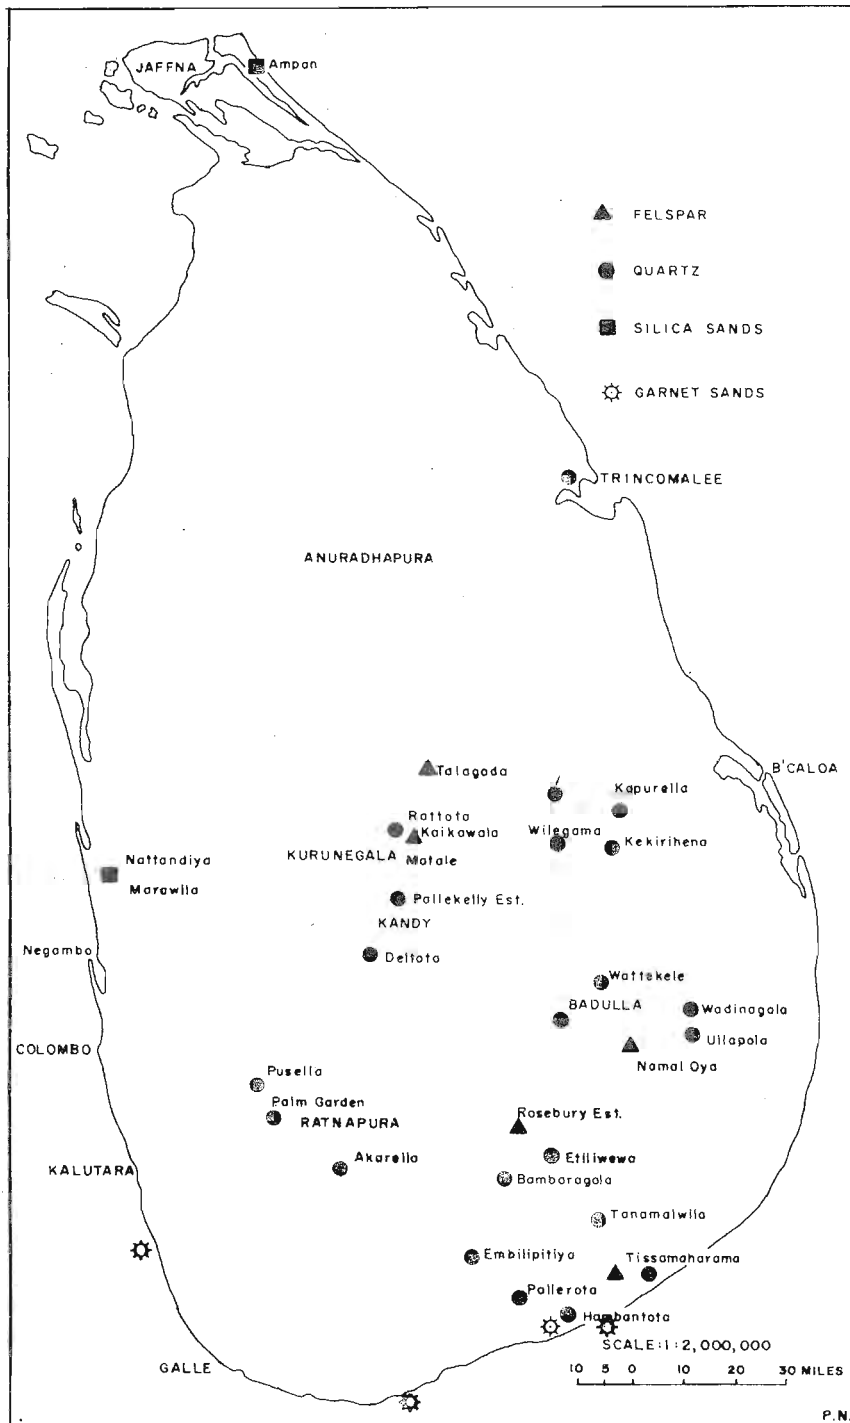 JAFFNA
Ampan
FELSPAR
QUARTZ
SILICA SANDS
GARNET SANDS
TRINCOMALEE
ANURADHAPURA
B'CALOA
Talagoda
Kapurella
Rattota
Kaikawala
Wilegama
Kekirihena
KURUNEGALA
Matale
Nattandiya
Marawila
Pallekelly Est.
KANDY
Negambo
Deltota
Wattekele
BADULLA
Wadinagala
Ullapola
COLOMBO
Namal Oya
Pusella
Palm Garden
RATNAPURA
Rosebury Est.
Etiliwewa
KALUTARA
Akarella
Bambaragola
Tanamalwila
Embilipitiya
Tissamaharama
Pallerota
Hambantota
SCALE:1:2,000,000
GALLE
10 5 0 10 30 MILES
P.N.